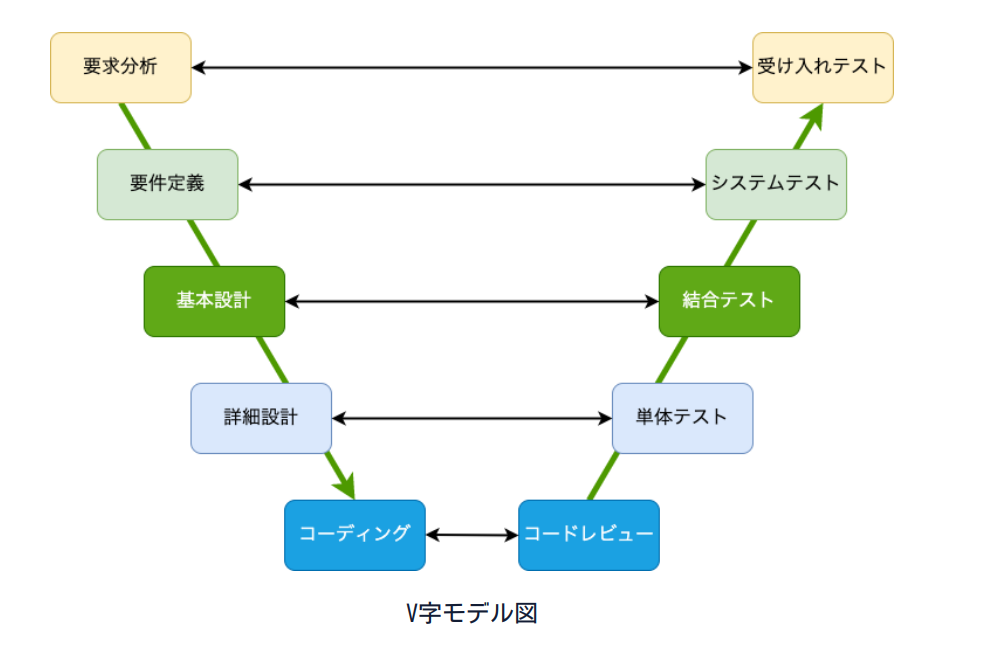 要求分析
受け入れテスト
要件定義
システムテスト
基本設計
結合テスト
詳細設計
単体テスト
コーディング
コードレビュー
V字モデル図